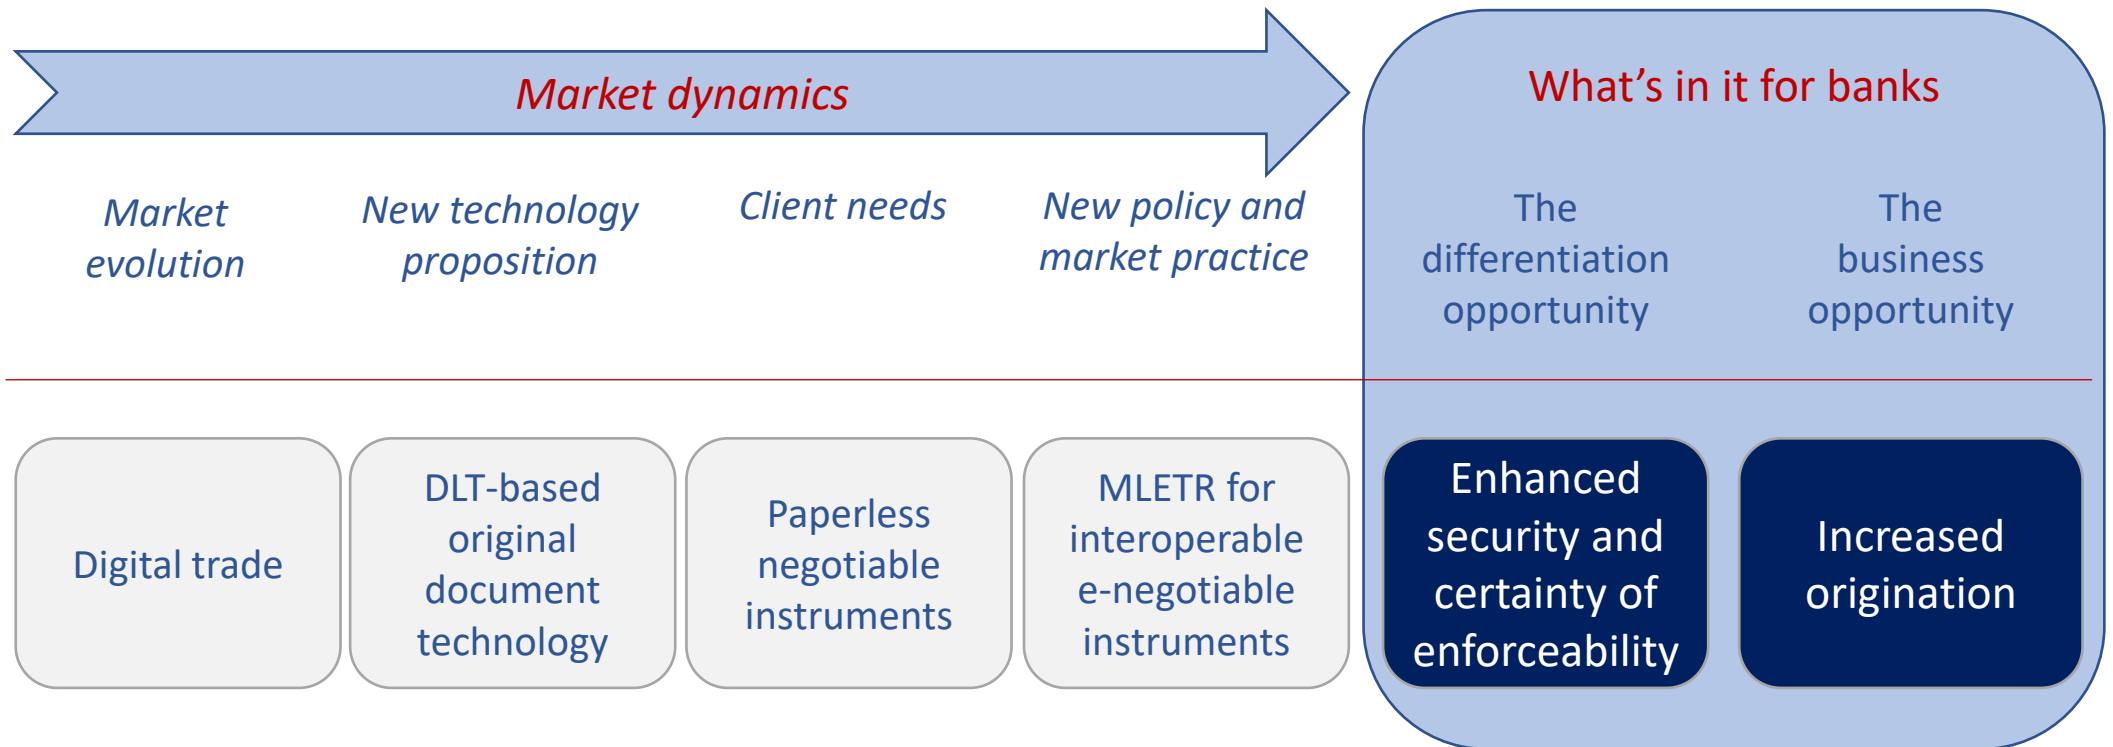 Market dynamics
What’s in it for banks
Market
evolution
New technology
proposition
Client needs
New policy and
market practice
The
differentiation
opportunity
The
business
opportunity
Digital trade
DLT-based
original
document
technology
Paperless
negotiable
instruments
MLETR for
interoperable
e-negotiable
instruments
Enhanced
security and
certainty of
enforceability
Increased
origination